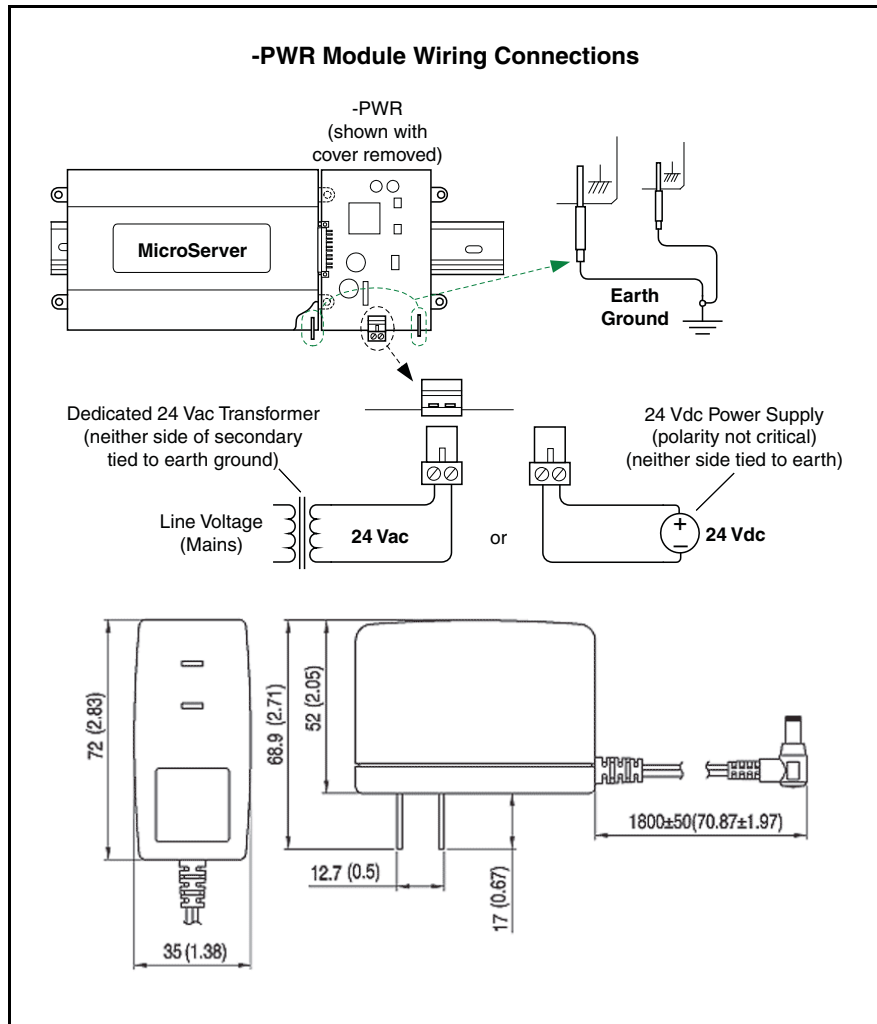 -PWR Module Wiring Connections
-PWR
(shown with
cover removed)
MicroServer
Earth
Ground
Dedicated 24 Vac Transformer
(neither side of secondary
tied to earth ground)
24 Vdc Power Supply
(polarity not critical)
(neither side tied to earth)
Line Voltage
(Mains)
24 Vac
or
+
–
24 Vdc
72 (2.83)
35 (1.38)
68.9 (2.71)
52 (2.05)
12.7 (0.5)
17 (0.67)
1800±50(70.87±1.97)